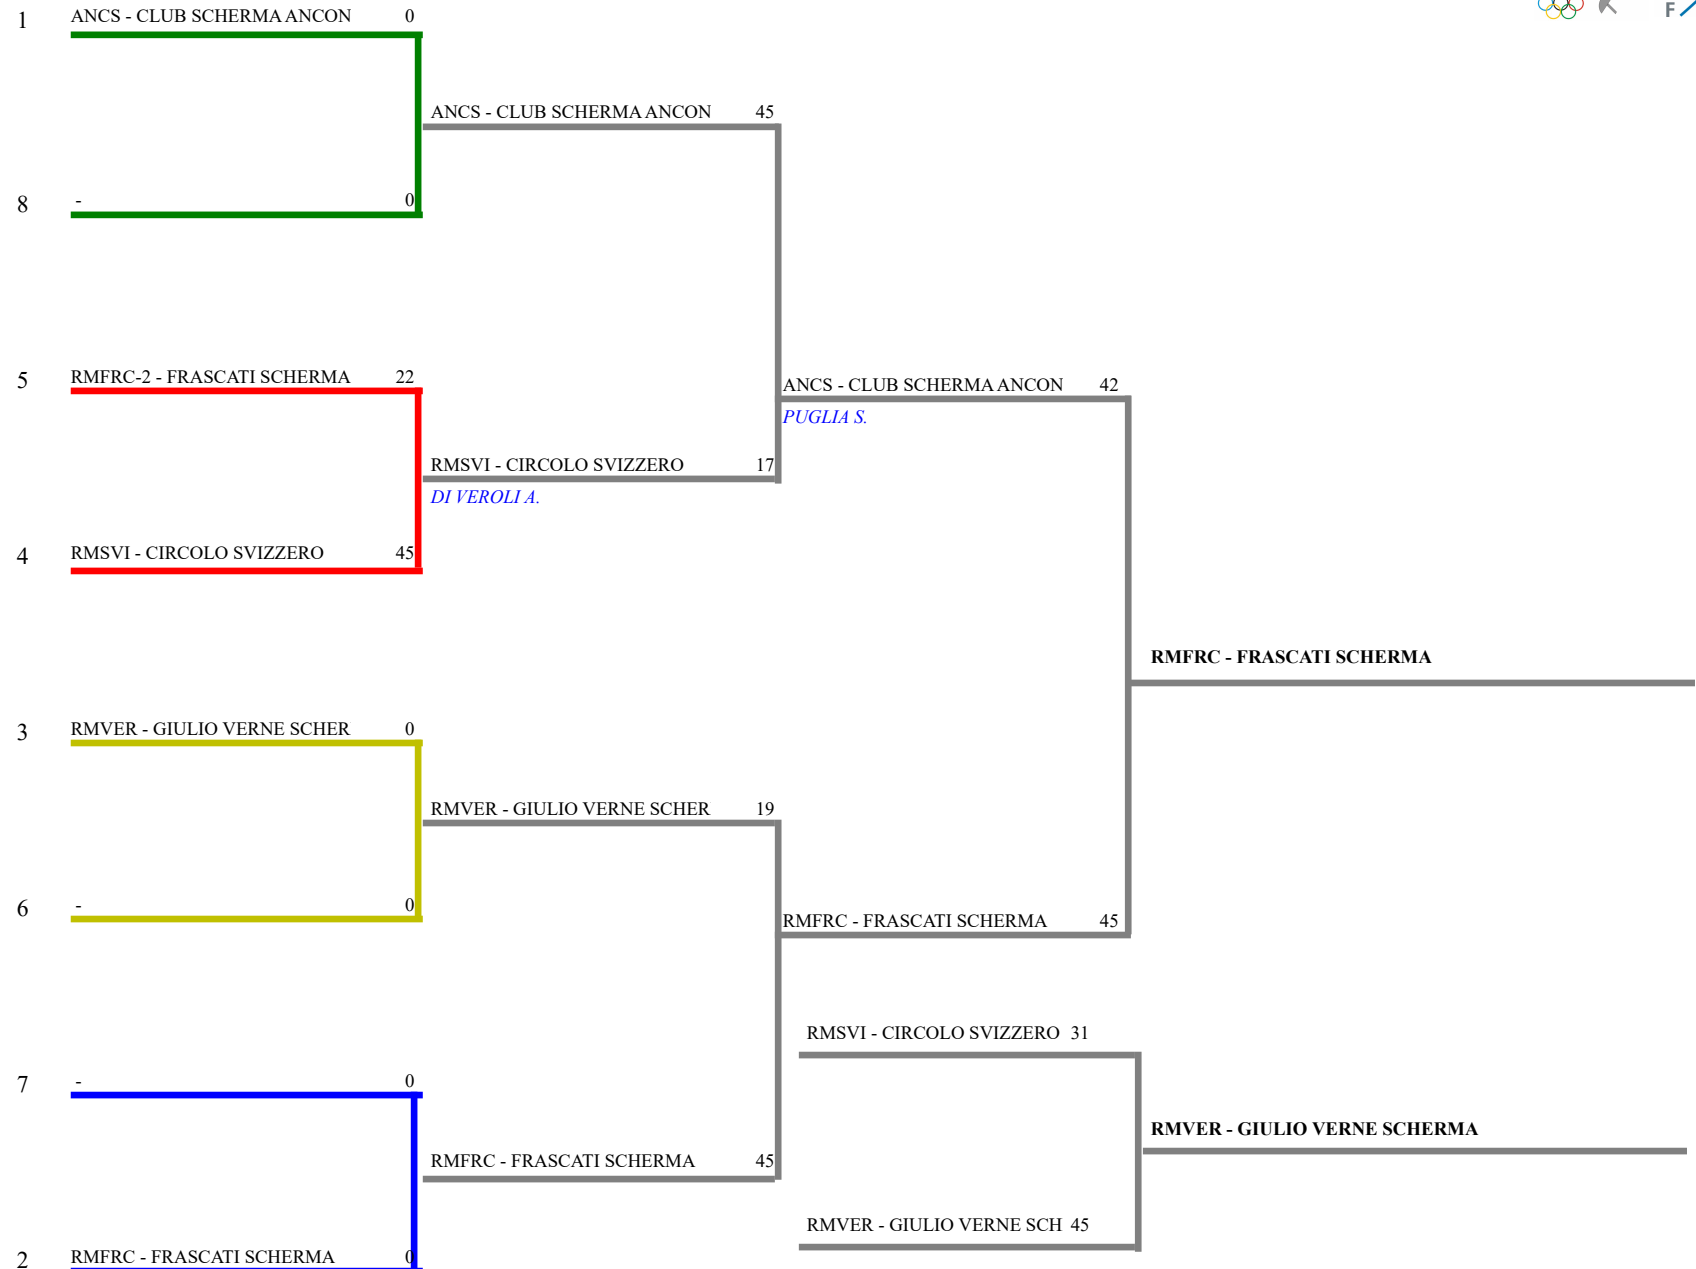 1 ANCS - CLUB SCHERMA ANCON 0
ANCS - CLUB SCHERMA ANCON 45
8 - 0
5 RMFRC-2 - FRASCATI SCHERMA 22
ANCS - CLUB SCHERMA ANCON 42
PUGLIA S.
RMSVI - CIRCOLO SVIZZERO 17
DI VEROLI A.
4 RMSVI - CIRCOLO SVIZZERO 45
RMFRC - FRASCATI SCHERMA
3 RMVER - GIULIO VERNE SCHER 0
RMVER - GIULIO VERNE SCHER 19
6 - 0
RMFRC - FRASCATI SCHERMA 45
RMSVI - CIRCOLO SVIZZERO 31
7 - 0
RMVER - GIULIO VERNE SCHERMA
RMFRC - FRASCATI SCHERMA 45
RMVER - GIULIO VERNE SCH 45
2 RMFRC - FRASCATI SCHERMA 0
F